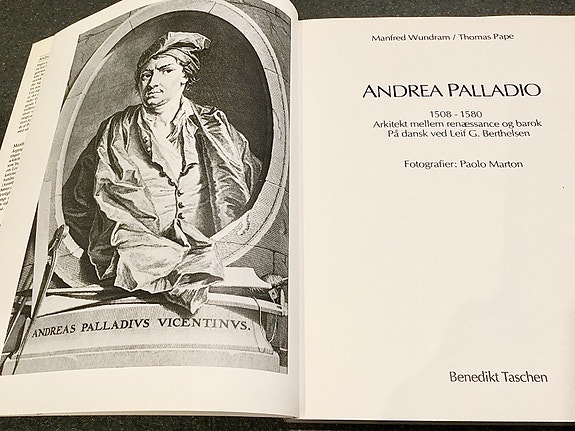 ANDREAS PALLADIVS VICENTINVS.
Manfred Wundram / Thomas Pape
ANDREA PALLADIO
1508 - 1580
Arkitekt mellem renæssance og barok
På dansk ved Leif G. Berthelsen
Fotografier: Paolo Marton
Benedikt Taschen